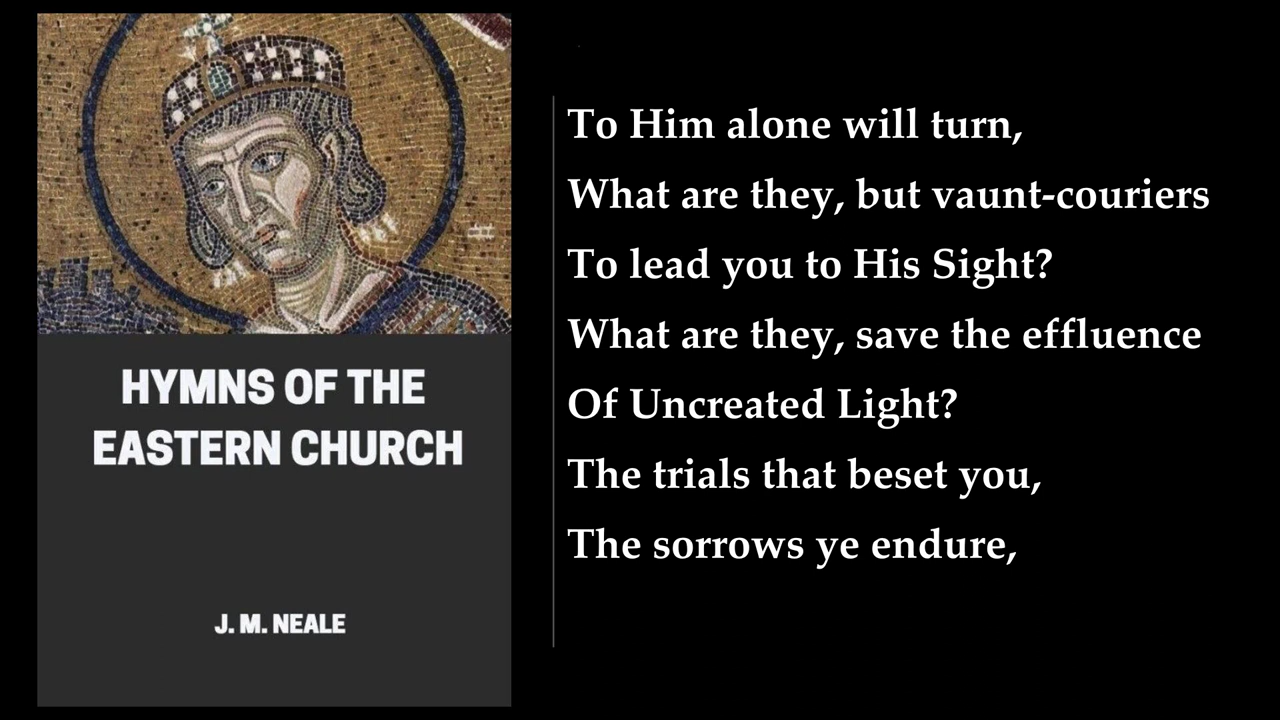 HYMNS OF THE
EASTERN CHURCH
J. M. NEALE
To Him alone will turn,
What are they, but vaunt-couriers
To lead you to His Sight?
What are they, save the effluence
Of Uncreated Light?
The trials that beset you,
The sorrows ye endure,